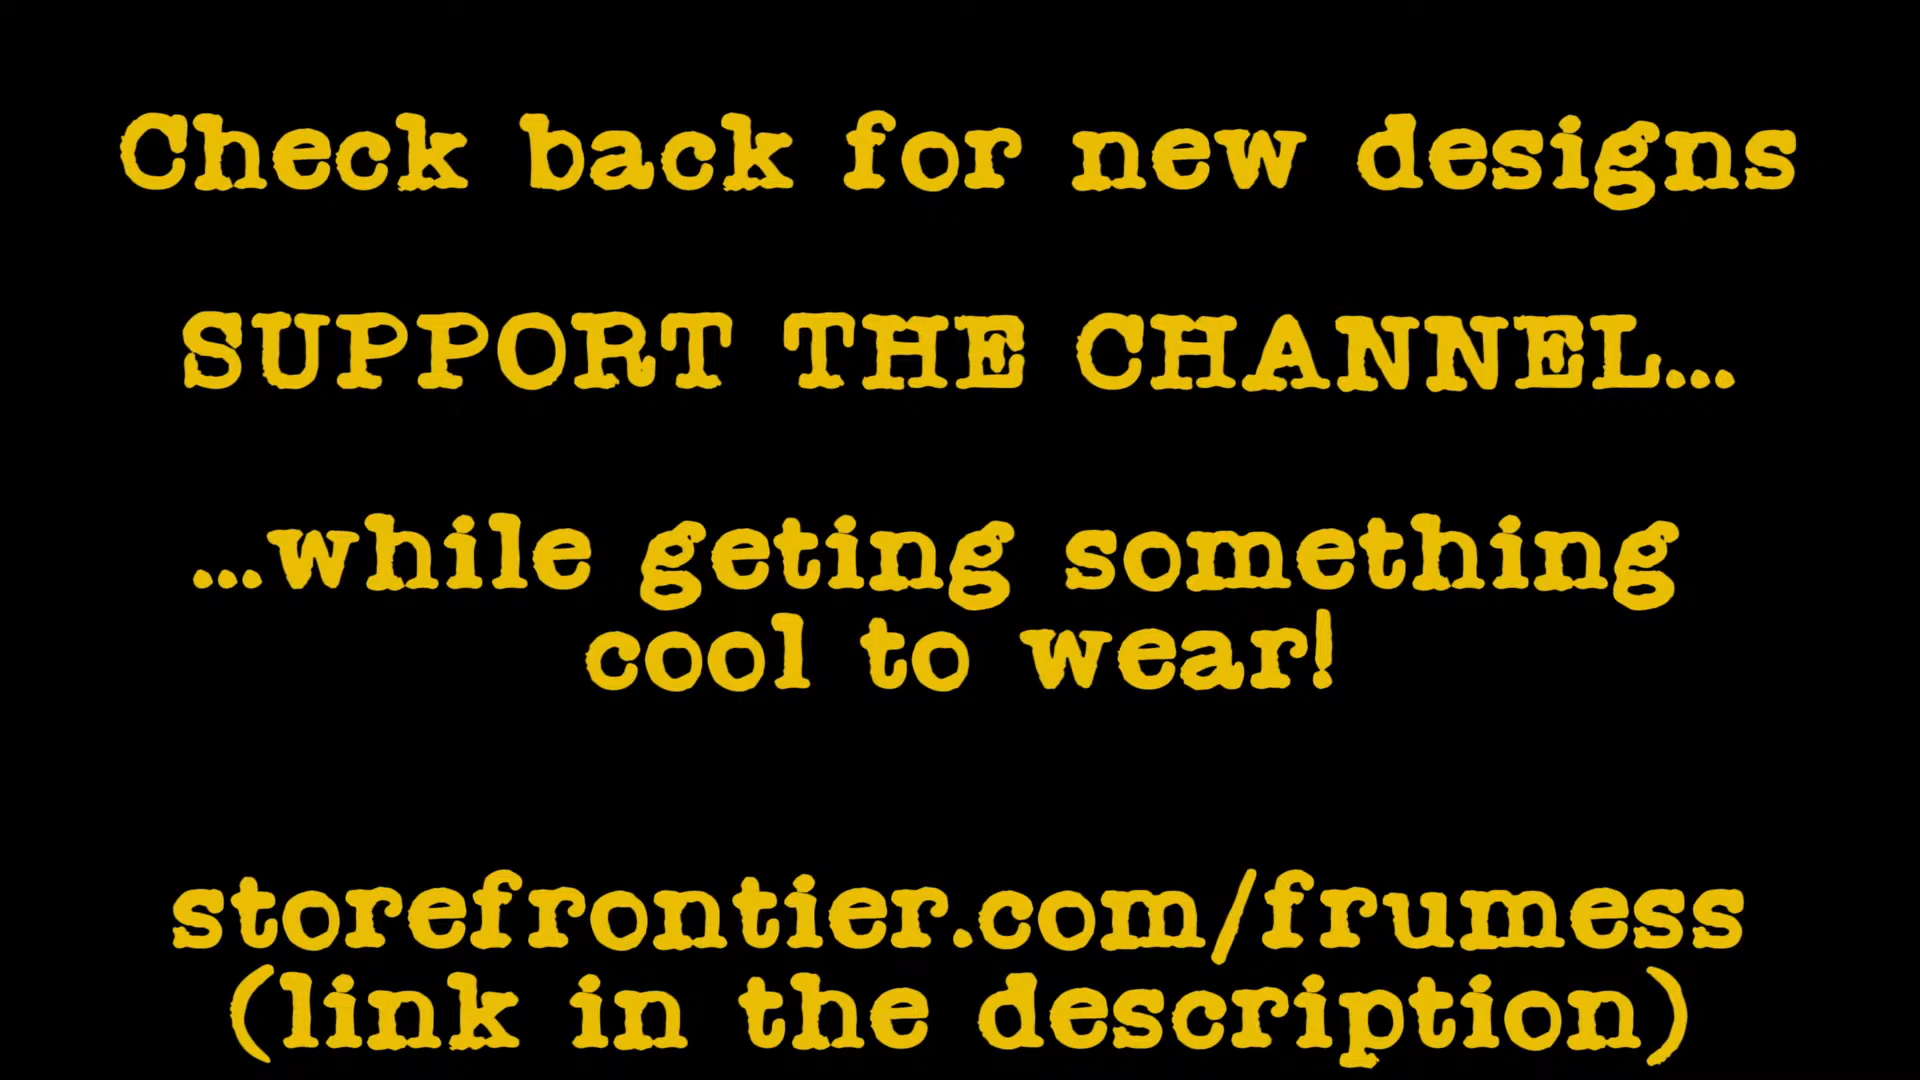 Check back for new designs
SUPPORT THE CHANNEL...
...while geting something
cool to wear!
storefrontier.com/frumess
(link in the description)